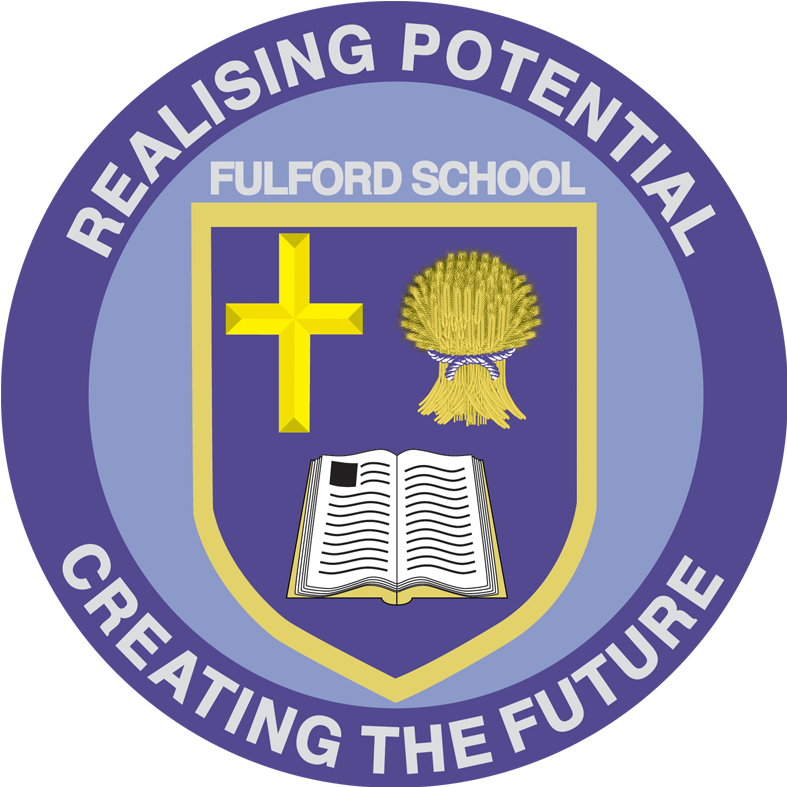 REALISING POTENTIAL
FULFORD SCHOOL
CREATING THE FUTURE